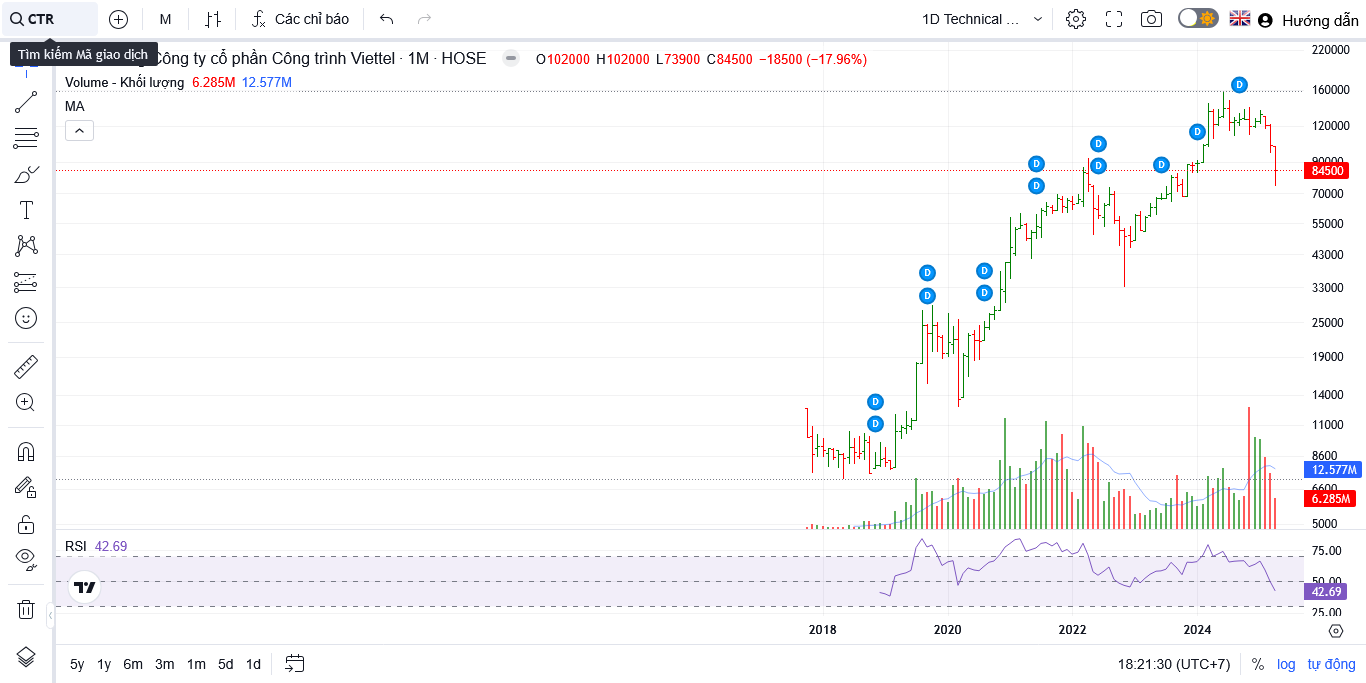 CTR
M
Các chỉ báo
1D Technical ...
Hướng dẫn
Tìm kiếm Mã giao dịch
Công ty cổ phần Công trình Viettel · 1M · HOSE
O102000 H102000 L73900 C84500 −18500 (−17.96%)
Volume - Khối lượng 6.285M 12.577M
MA
220000
160000
120000
90000
84500
70000
55000
43000
33000
25000
19000
14000
11000
8600
12.577M
6600
6.285M
5000
D
D
D
D
D
D
D
D
D
D
D
D
D
RSI 42.69
75.00
50.00
42.69
25.00
2018 2020 2022 2024
5y 1y 6m 3m 1m 5d 1d
18:21:30 (UTC+7)
% log tự động